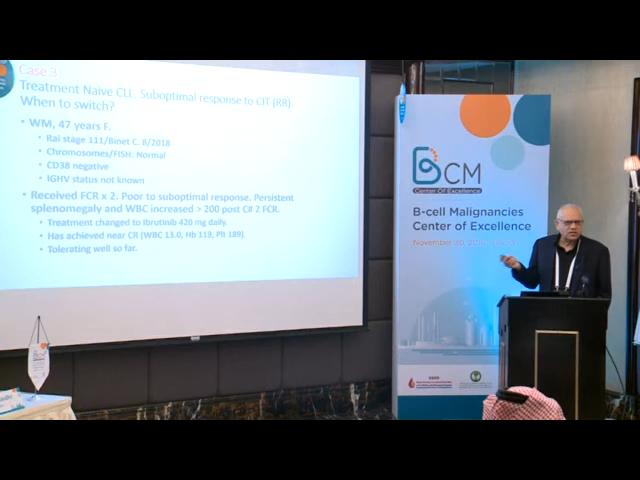 Case 3
Treatment Naive CLL. Suboptimal response to CIT (RR)
When to switch?
• WM, 47 years F.
• Rai stage 111/Binet C. 8/2018
• Chromosomes/FISH: Normal
• CD38 negative
• IGHV status not known
• Received FCR x 2. Poor to suboptimal response. Persistent
splenomegaly and WBC increased > 200 post C# 2 FCR.
• Treatment changed to Ibrutinib 420 mg daily.
• Has achieved near CR (WBC 13.0, Hb 119, Plt 189).
• Tolerating well so far.
BCM
Center Of Excellence
B-cell Malignancies
Center of Excellence
November
BCM